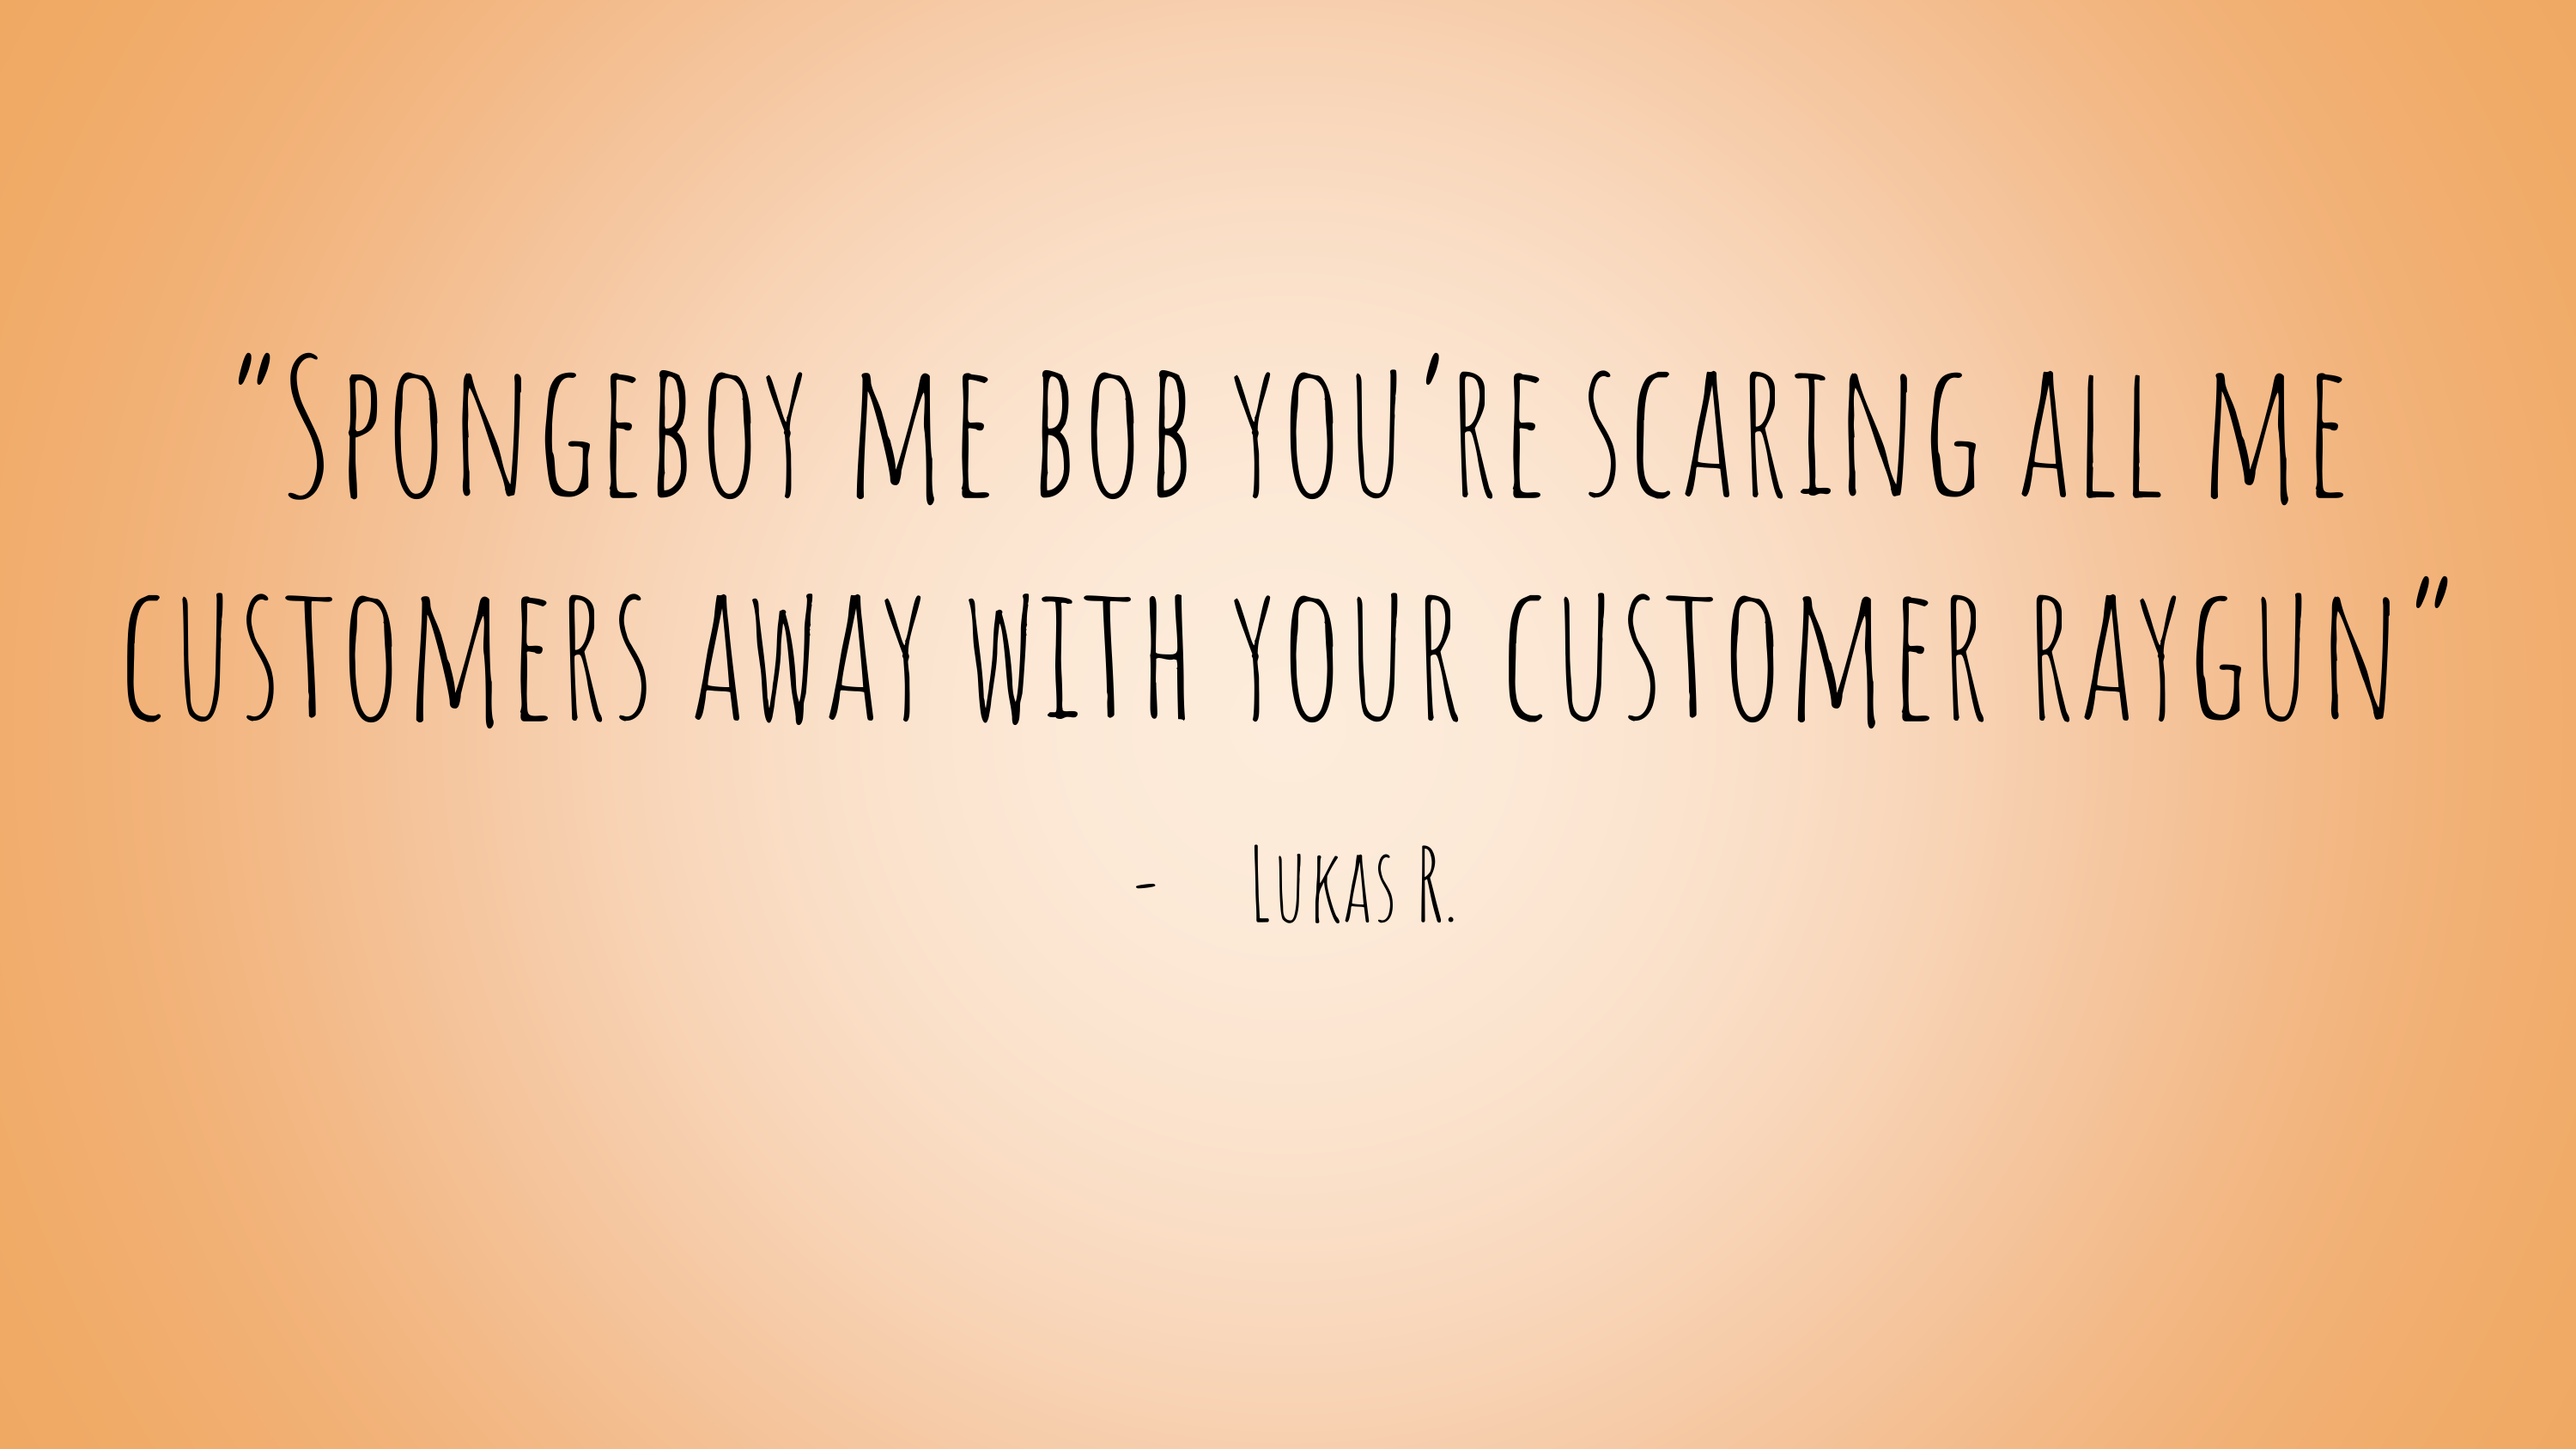 “Spongeboy me bob you’re scaring all me
customers away with your customer raygun”
- Lukas R.